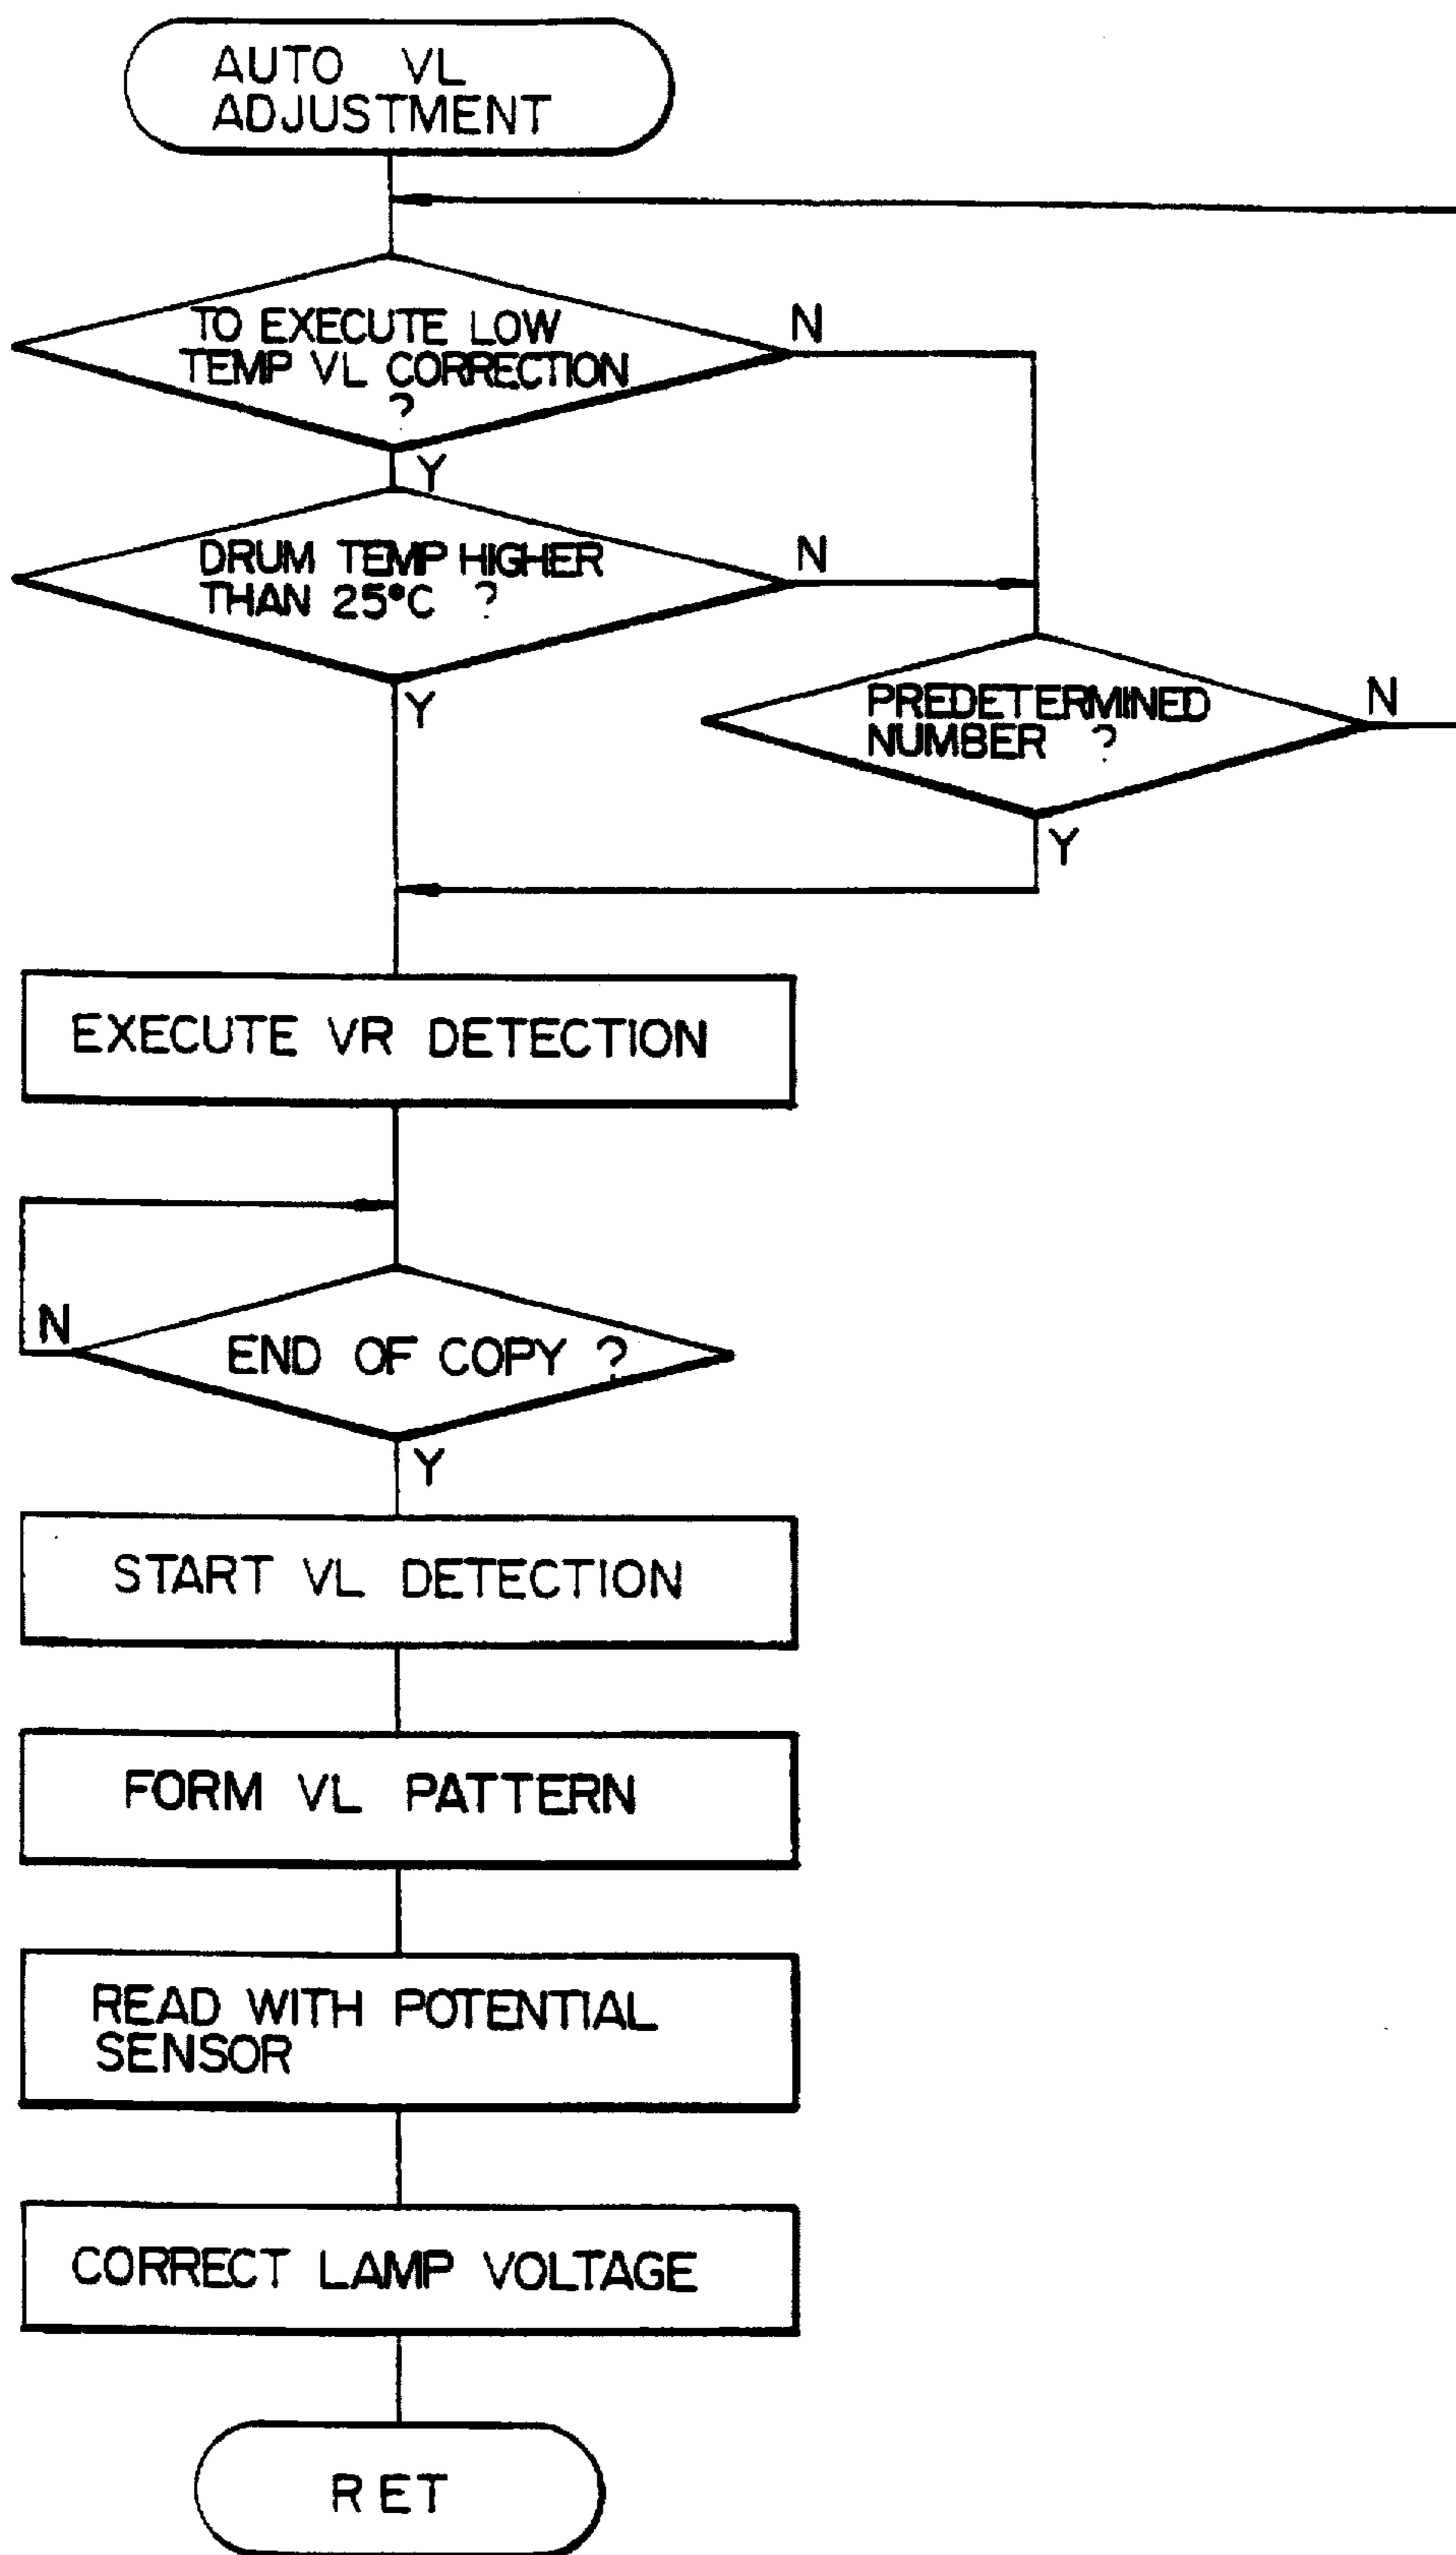 AUTO VL
ADJUSTMENT
TO EXECUTE LOW
TEMP VL CORRECTION
?
N
Y
DRUM TEMP HIGHER
THAN 25°C ?
N
Y
PREDETERMINED
NUMBER ?
N
Y
EXECUTE VR DETECTION
END OF COPY ?
N
Y
START VL DETECTION
FORM VL PATTERN
READ WITH POTENTIAL
SENSOR
CORRECT LAMP VOLTAGE
RET